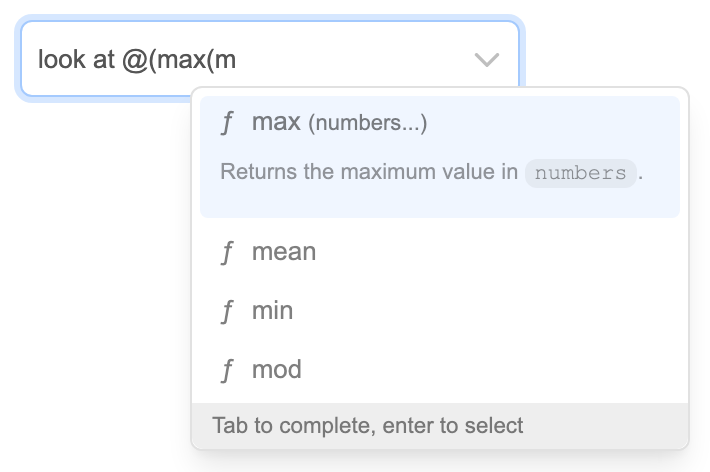 look at @(max(m
ƒ max (numbers...)
Returns the maximum value in numbers.
ƒ mean
ƒ min
ƒ mod
Tab to complete, enter to select